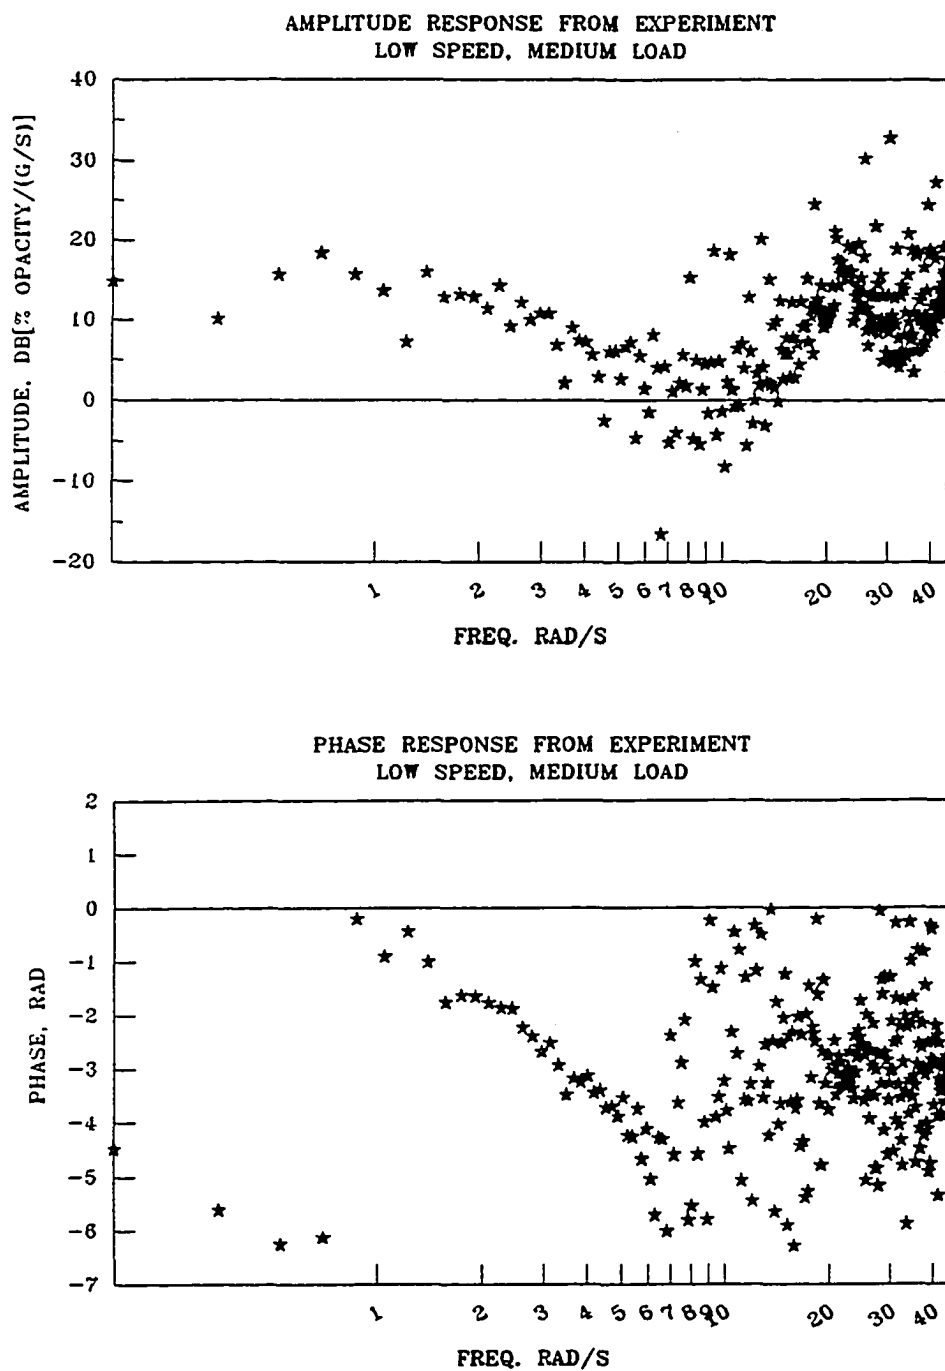 AMPLITUDE RESPONSE FROM EXPERIMENT
LOW SPEED, MEDIUM LOAD
AMPLITUDE, DB[% OPACITY/(G/S)]
40
30
20
10
0
-10
-20
1 2 3 4 5 6 7 8 9 10 20 30 40
FREQ. RAD/S
PHASE RESPONSE FROM EXPERIMENT
LOW SPEED, MEDIUM LOAD
PHASE, RAD
2
1
0
-1
-2
-3
-4
-5
-6
-7
1 2 3 4 5 6 7 8 9 10 20 30 40
FREQ. RAD/S